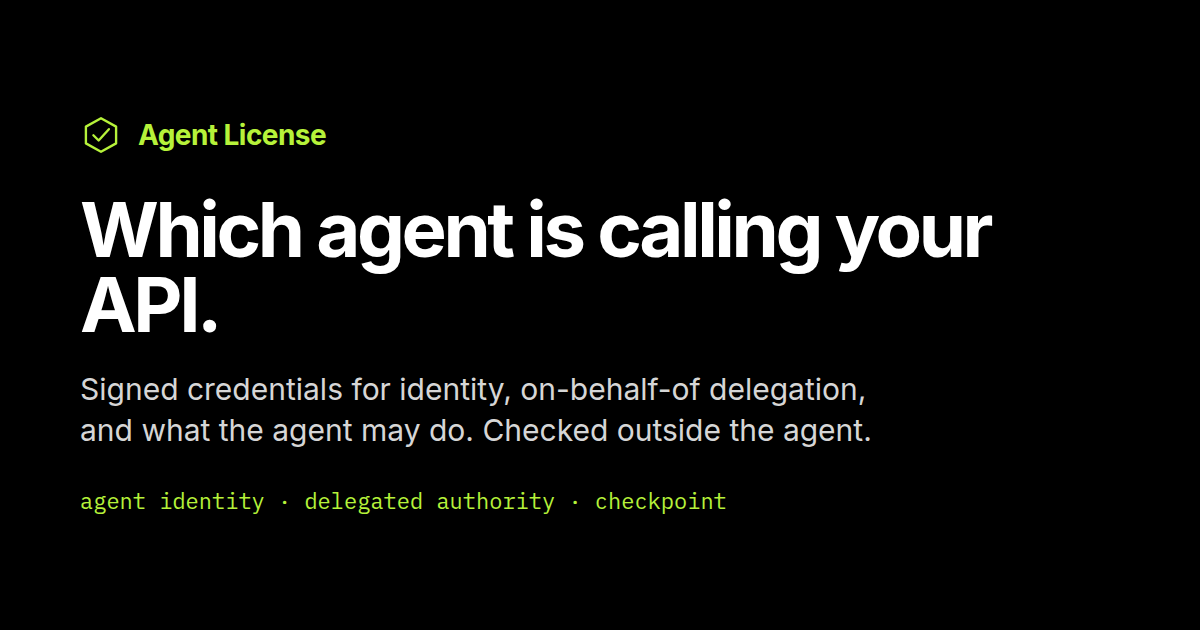 Agent License
Which agent is calling your
API.
Signed credentials for identity, on-behalf-of delegation,
and what the agent may do. Checked outside the agent.
agent identity · delegated authority · checkpoint